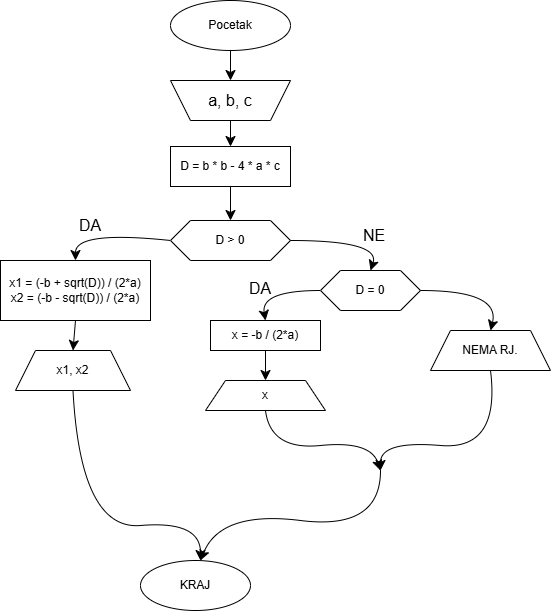 Pocetak
a, b, c
D = b * b - 4 * a * c
DA
D > 0
NE
x1 = (-b + sqrt(D)) / (2*a)
x2 = (-b - sqrt(D)) / (2*a)
DA
D = 0
x = -b / (2*a)
NEMA RJ.
x1, x2
x
KRAJ